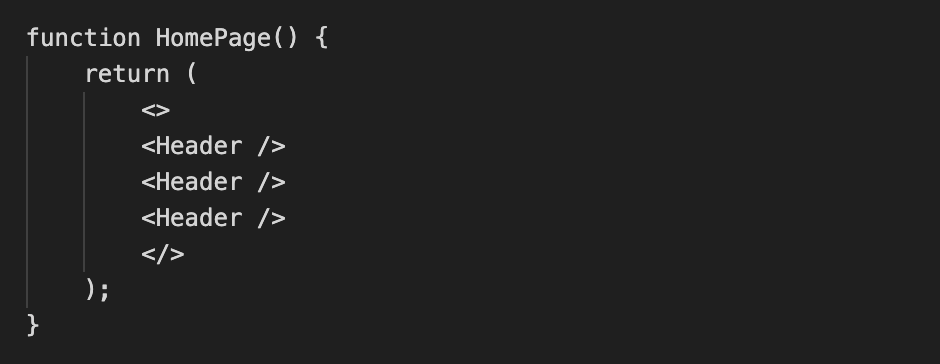 function HomePage() {
    return (
        <>
        <Header />
        <Header />
        <Header />
        </>
    );
}